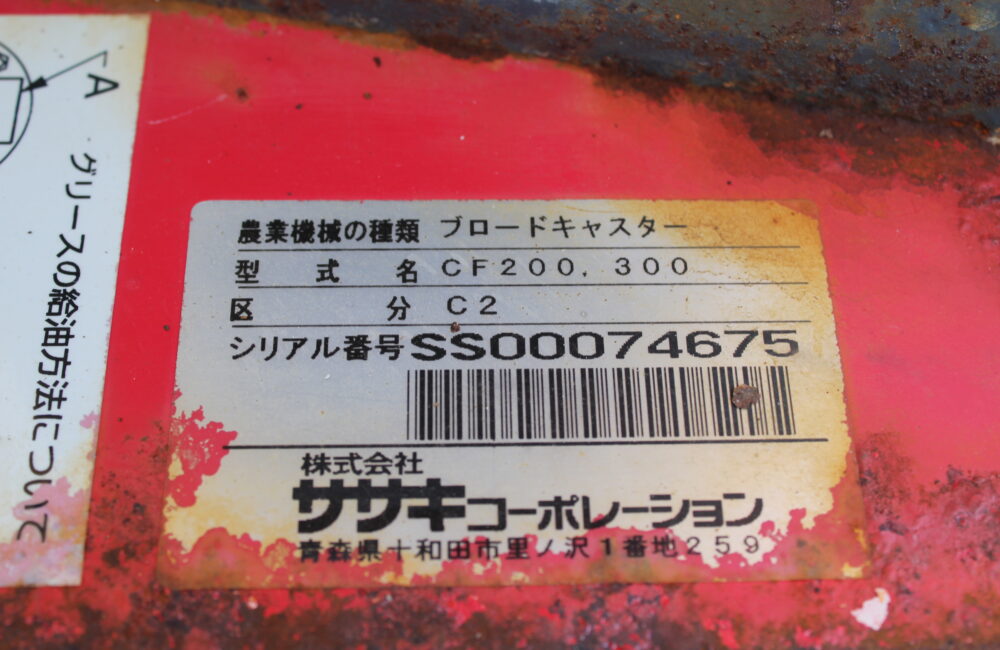 A
グリースの給油方法について
農業機械の種類 ブロードキャスター
型式名 CF200, 300
区分 C2
シリアル番号 SS00074675
株式会社
ササキコーポレーション
青森県十和田市里ノ沢1番地259